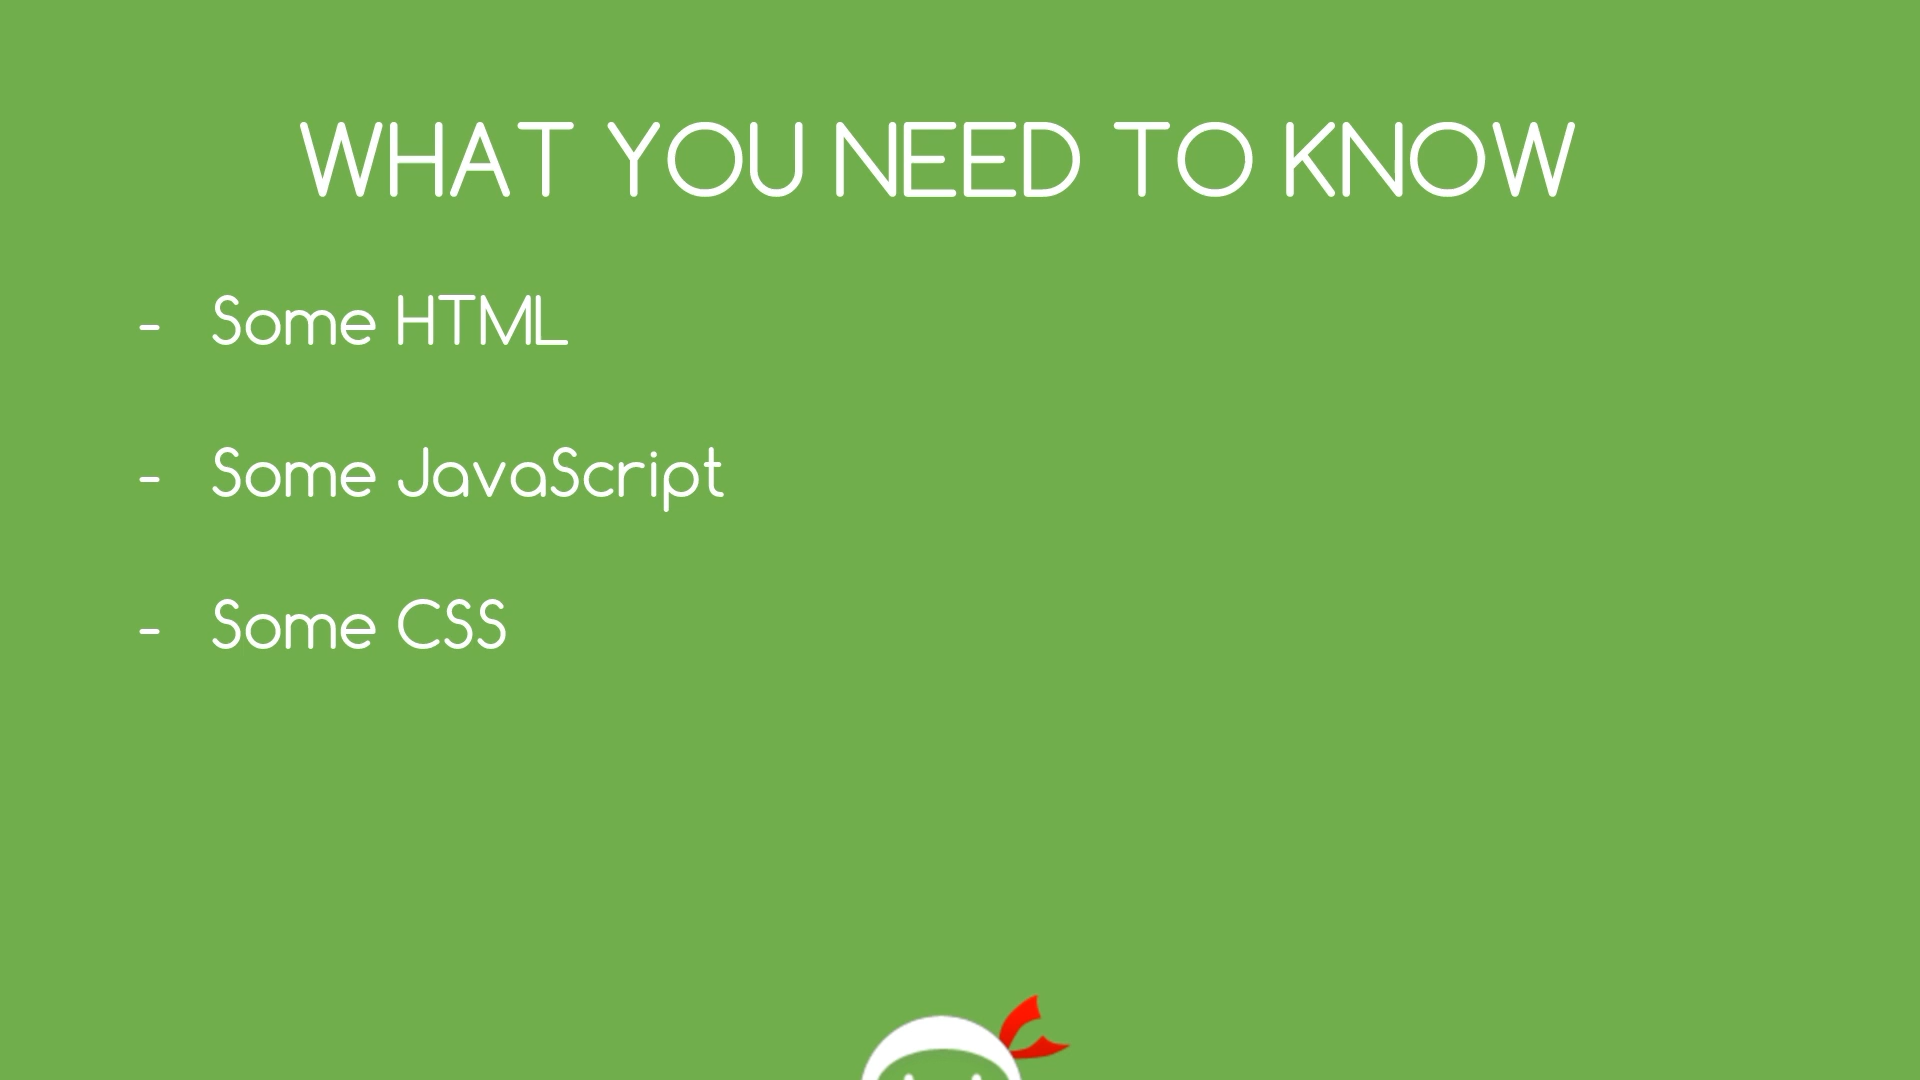 WHAT YOU NEED TO KNOW
- Some HTML
- Some JavaScript
- Some CSS